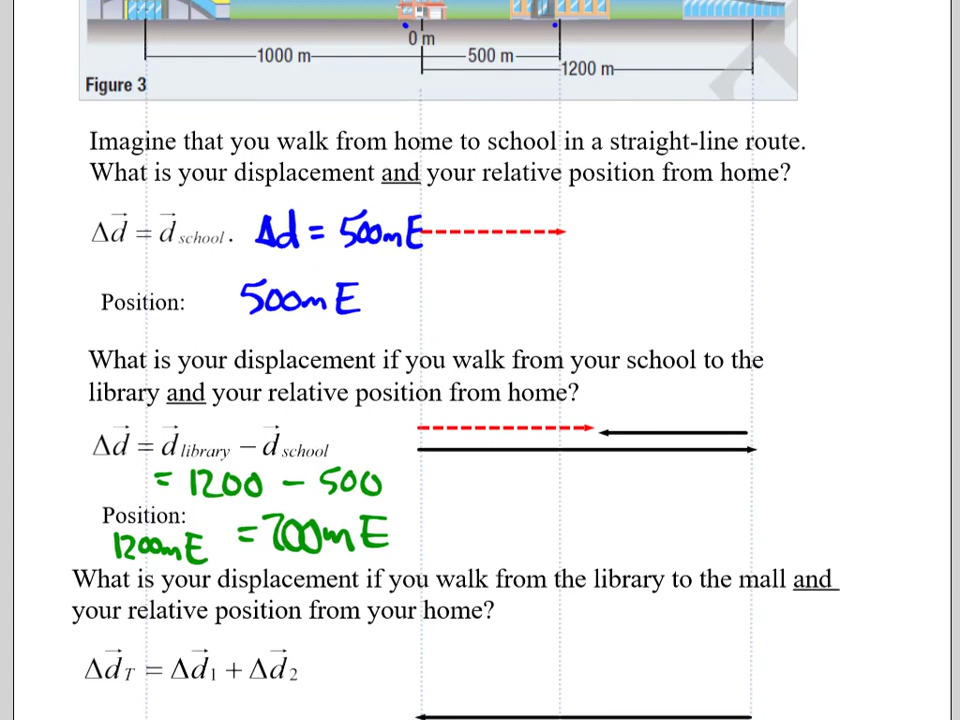 0 m
1000 m
500 m
1200 m
Figure 3
Imagine that you walk from home to school in a straight-line route.
What is your displacement and your relative position from home?
Δd⃗ = d⃗ school . Δd = 500m E
Position: 500m E
What is your displacement if you walk from your school to the
library and your relative position from home?
Δd⃗ = d⃗ library − d⃗ school
= 1200 − 500
Position:
1200m E = 700m E
What is your displacement if you walk from the library to the mall and
your relative position from your home?
Δd⃗ T = Δd⃗ 1 + Δd⃗ 2